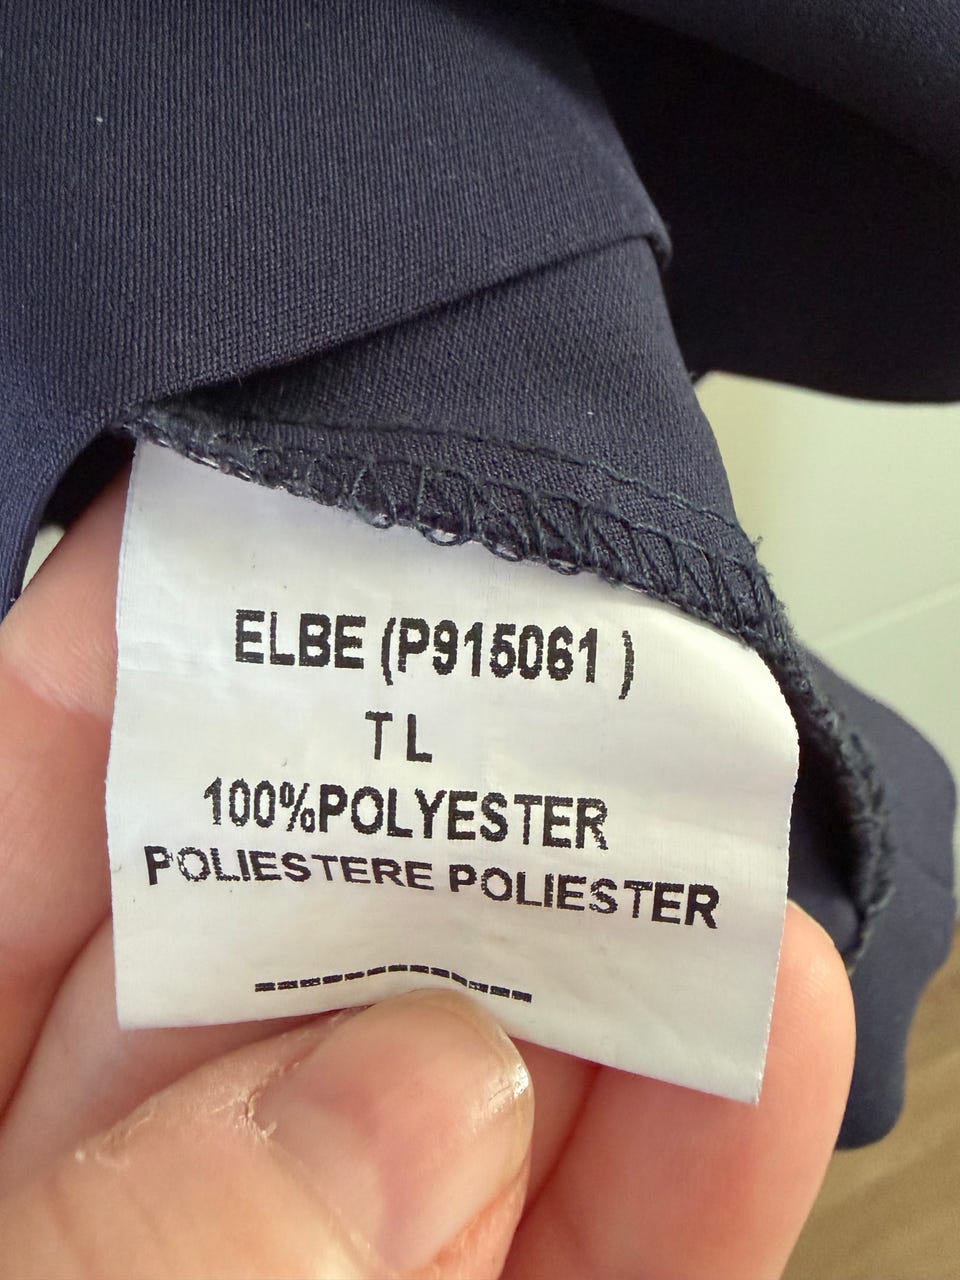 ELBE (P915061 )
T L
100%POLYESTER
POLIESTERE POLIESTER
------------